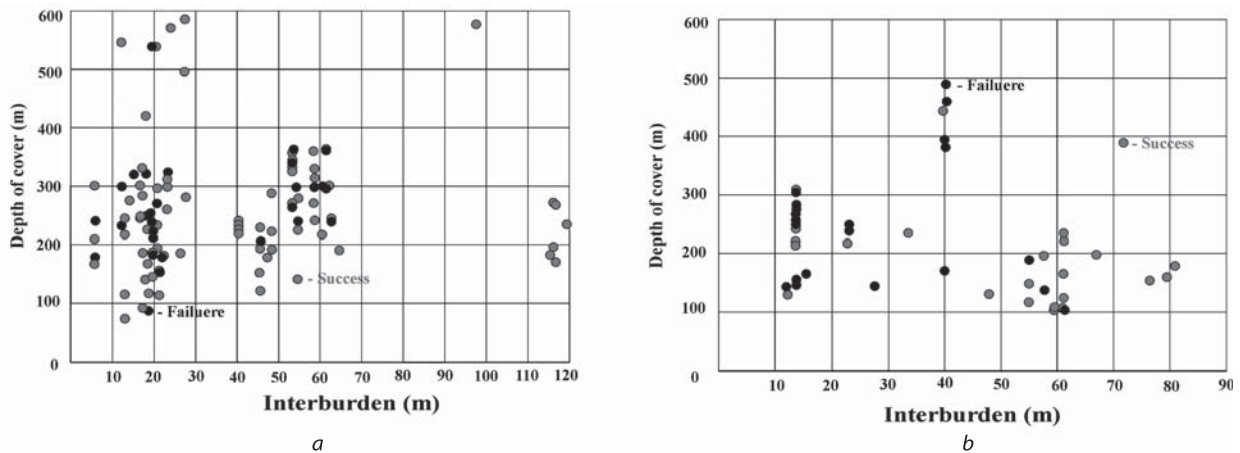 600
500
400
300
200
100
0
Depth of cover (m)
- Failuere
- Success
10 20 30 40 50 60 70 80 90 100 110 120
Interburden (m)
a
600
500
400
300
200
100
0
Depth of cover (m)
- Failuere
- Success
10 20 30 40 50 60 70 80 90
Interburden (m)
b